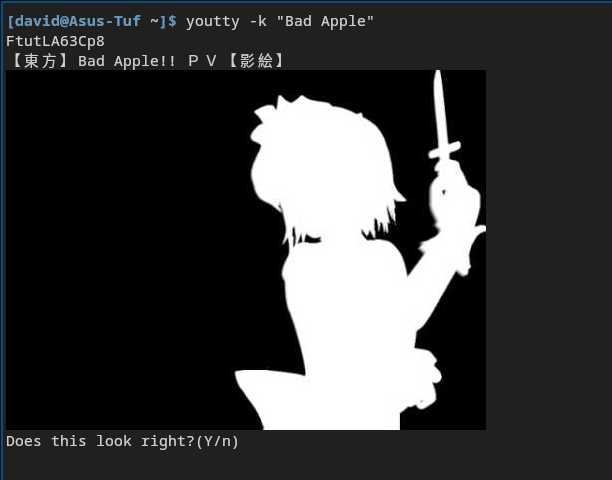 [david@Asus-Tuf ~]$ youtty -k "Bad Apple"
FtutLA63Cp8
【東方】Bad Apple!! ＰＶ【影絵】
Does this look right?(Y/n)